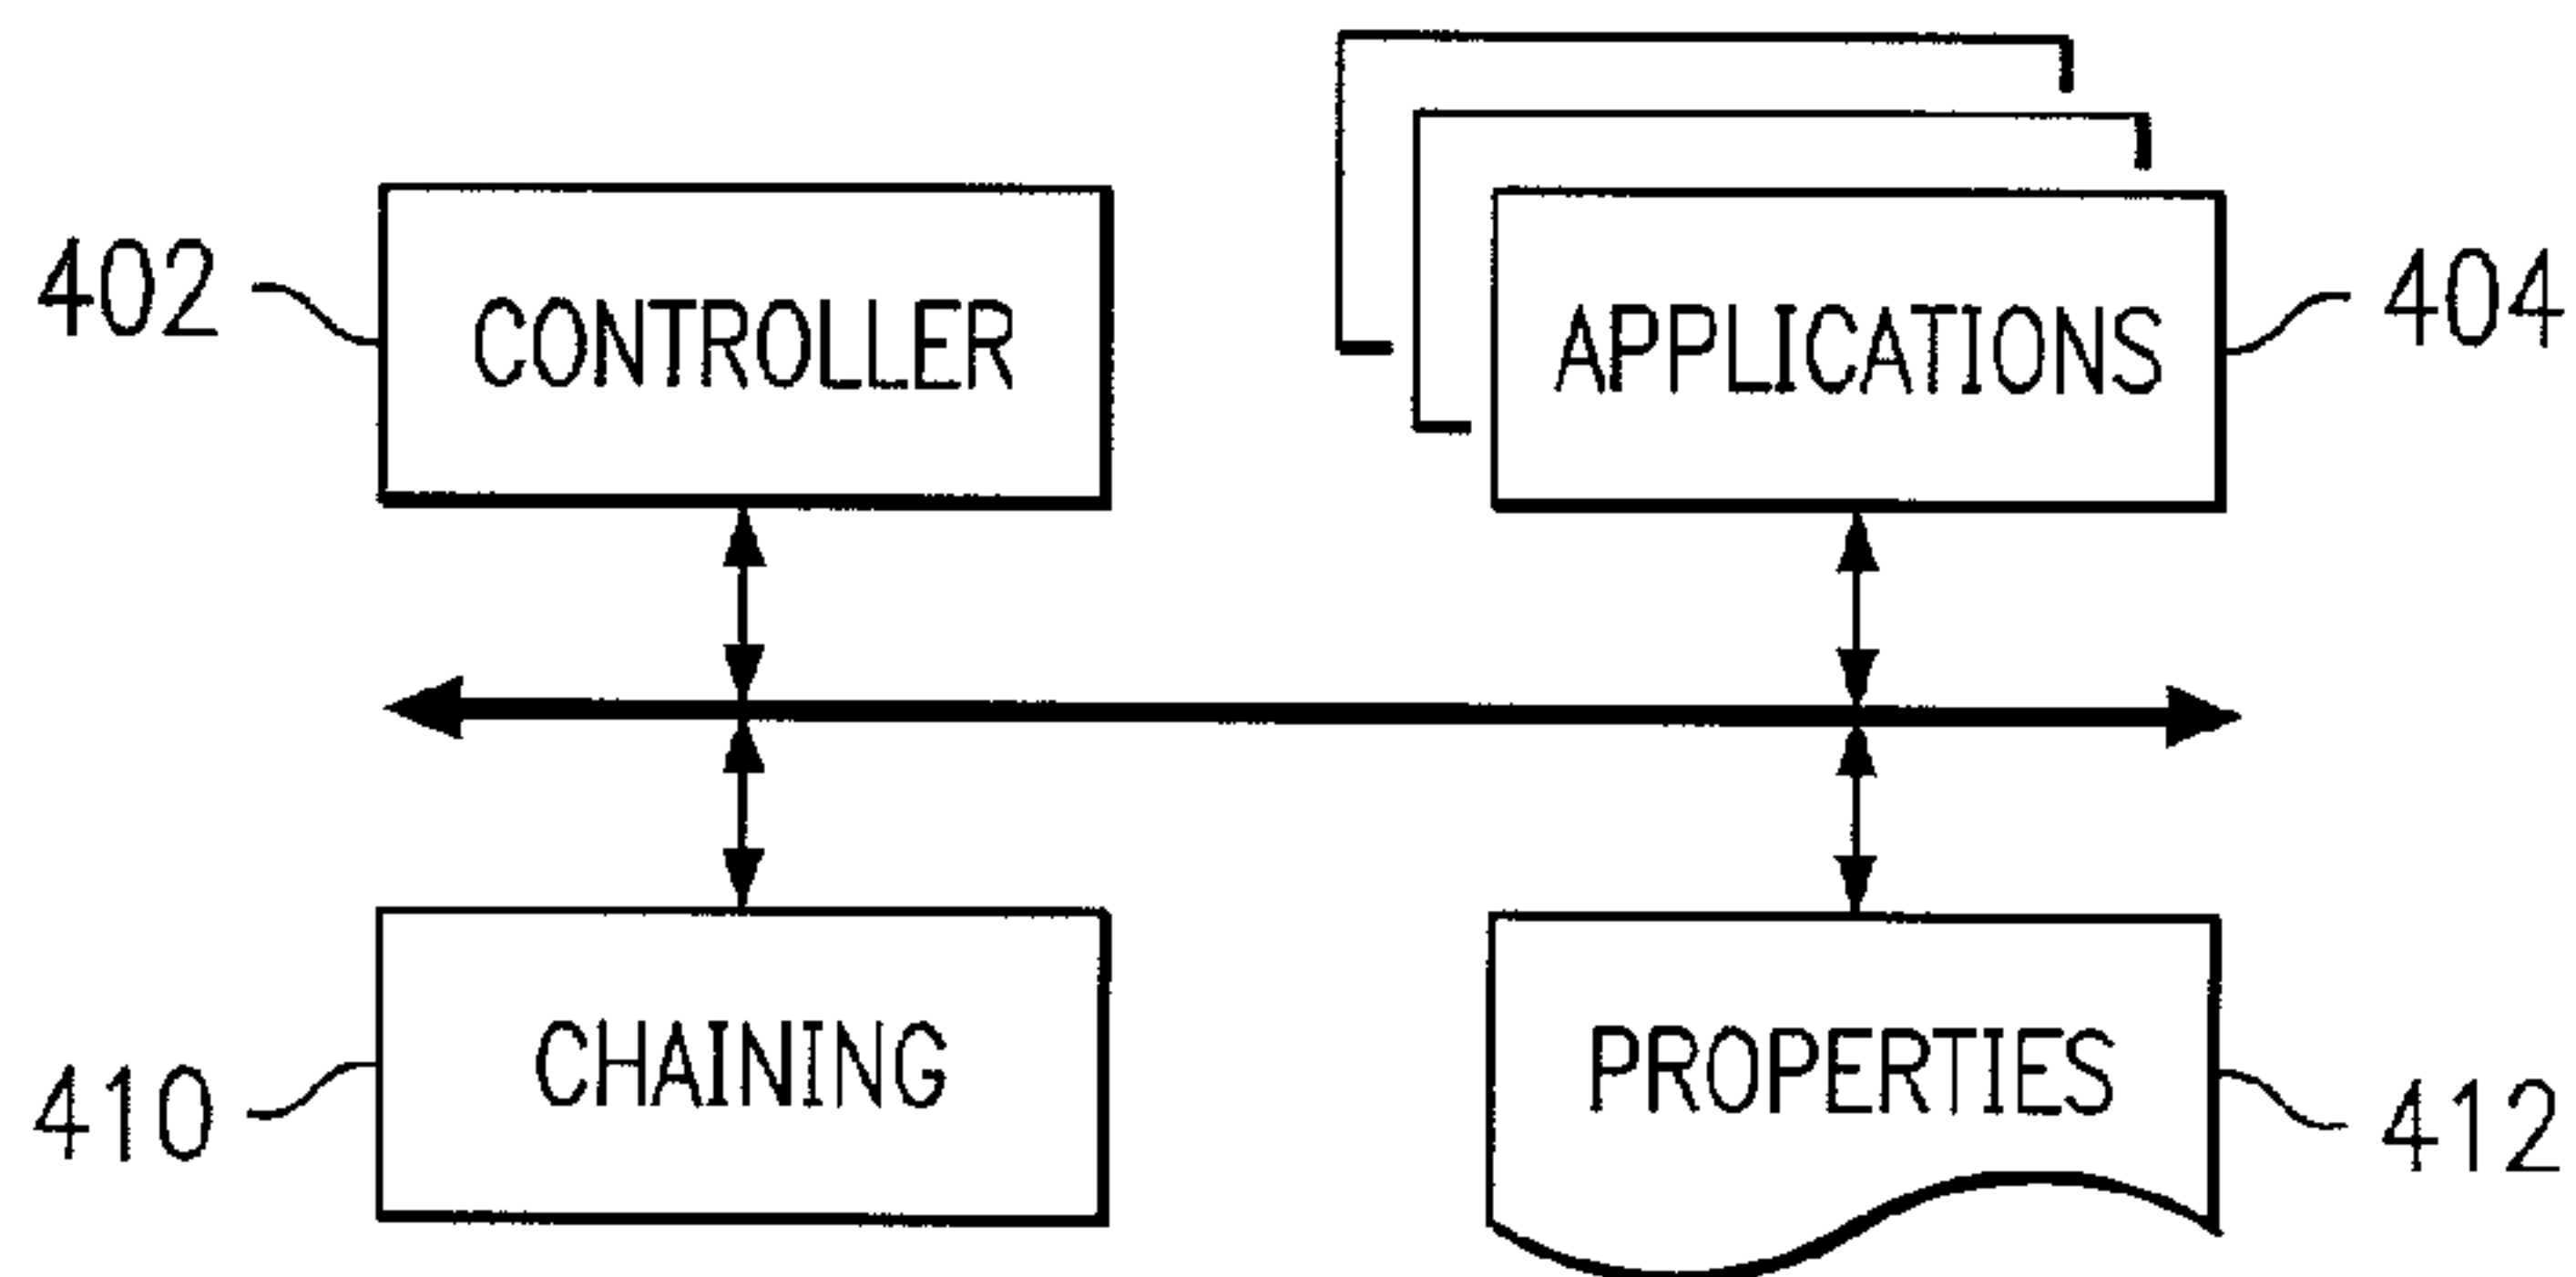 402 CONTROLLER
APPLICATIONS 404
410 CHAINING
PROPERTIES 412